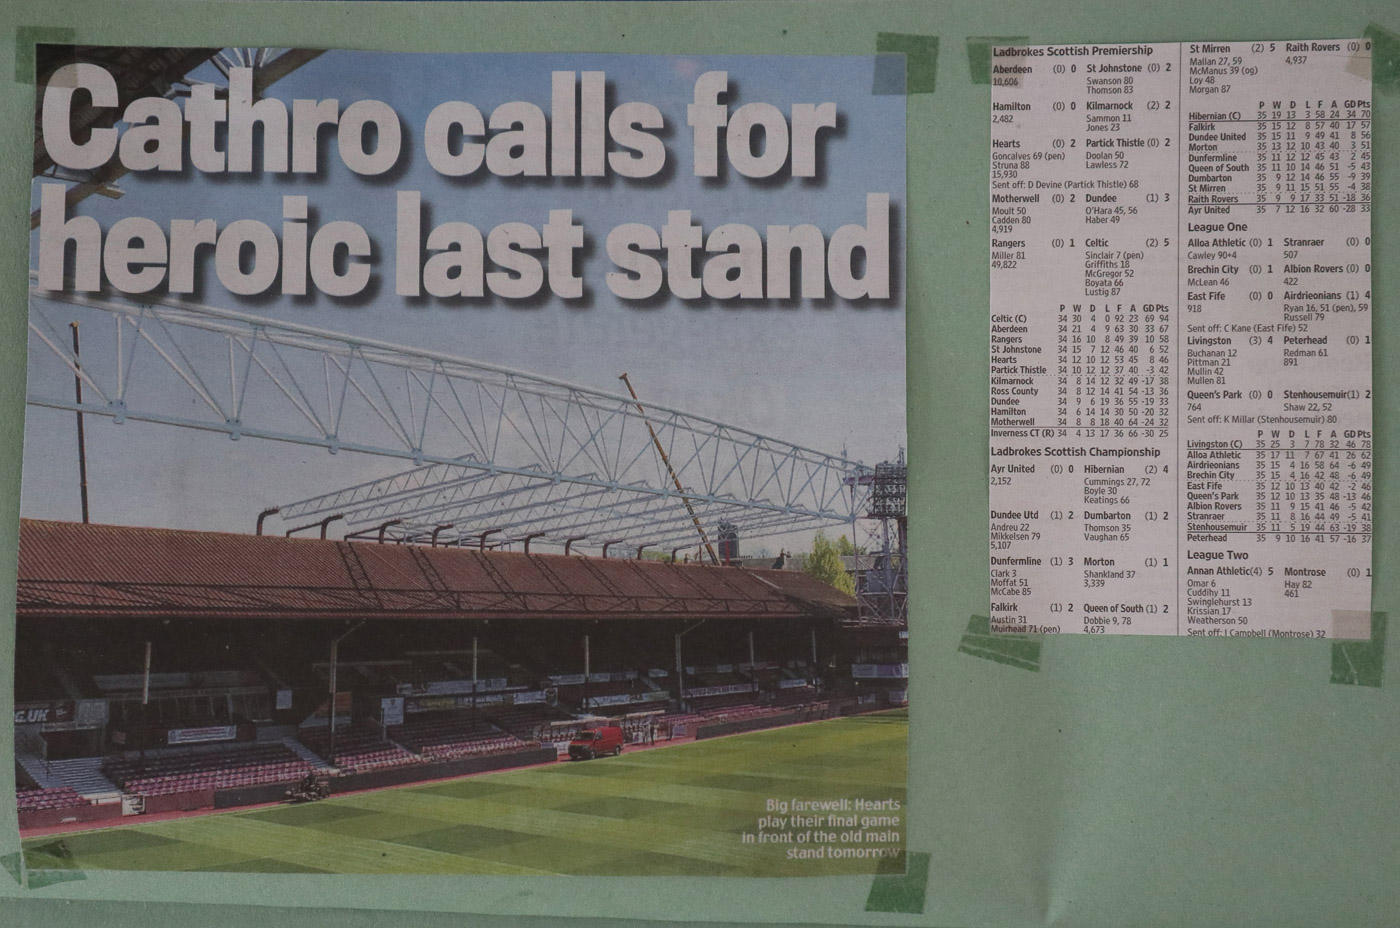 Cathro calls for
heroic last stand
G.UK
Big farewell: Hearts
play their final game
in front of the old main
stand tomorrow
Ladbrokes Scottish Premiership
Aberdeen (0) 0 St Johnstone (0) 2
10,606 Swanson 80
Thomson 83
Hamilton (0) 0 Kilmarnock (2) 2
2,482 Sammon 11
Jones 23
Hearts (0) 2 Partick Thistle (0) 2
Goncalves 69 (pen) Doolan 50
Struna 88 Lawless 72
15,930
Sent off: D Devine (Partick Thistle) 68
Motherwell (0) 2 Dundee (1) 3
Moult 50 O'Hara 45, 56
Cadden 80 Haber 49
4,919
Rangers (0) 1 Celtic (2) 5
Miller 81 Sinclair 7 (pen)
49,822 Griffiths 18
McGregor 52
Boyata 66
Lustig 87
P W D L F A GD Pts
Celtic (C) 34 30 4 0 92 23 69 94
Aberdeen 34 21 4 9 63 30 33 67
Rangers 34 16 10 8 49 39 10 58
St Johnstone 34 15 7 12 46 40 6 52
Hearts 34 12 10 12 53 45 8 46
Partick Thistle 34 10 12 12 37 40 -3 42
Kilmarnock 34 8 14 12 32 49 -17 38
Ross County 34 8 12 14 41 54 -13 36
Dundee 34 9 6 19 36 55 -19 33
Hamilton 34 6 14 14 30 50 -20 32
Motherwell 34 8 8 18 40 64 -24 32
Inverness CT (R) 34 4 13 17 36 66 -30 25
Ladbrokes Scottish Championship
Ayr United (0) 0 Hibernian (2) 4
2,152 Cummings 27, 72
Boyle 30
Keatings 66
Dundee Utd (1) 2 Dumbarton (1) 2
Andreu 22 Thomson 35
Mikkelsen 79 Vaughan 65
5,107
Dunfermline (1) 3 Morton (1) 1
Clark 3 Shankland 37
Moffat 51 3,339
McCabe 85
Falkirk (1) 2 Queen of South (1) 2
Austin 31 Dobbie 9, 78
Muirhead 71 (pen) 4,673
St Mirren (2) 5 Raith Rovers (0) 0
Mallan 27, 59 4,937
McManus 39 (og)
Loy 48
Morgan 87
P W D L F A GD Pts
Hibernian (C) 35 19 13 3 58 24 34 70
Falkirk 35 15 12 8 57 40 17 57
Dundee United 35 15 11 9 49 41 8 56
Morton 35 13 12 10 43 40 3 51
Dunfermline 35 11 12 12 45 43 2 45
Queen of South 35 11 10 14 46 51 -5 43
Dumbarton 35 9 12 14 46 55 -9 39
St Mirren 35 9 11 15 51 55 -4 38
Raith Rovers 35 9 9 17 33 51 -18 36
Ayr United 35 7 12 16 32 60 -28 33
League One
Alloa Athletic (0) 1 Stranraer (0) 0
Cawley 90+4 507
Brechin City (0) 1 Albion Rovers (0) 0
McLean 46 422
East Fife (0) 0 Airdrieonians (1) 4
918 Ryan 16, 51 (pen), 59
Russell 79
Sent off: C Kane (East Fife) 52
Livingston (3) 4 Peterhead (0) 1
Buchanan 12 Redman 61
Pittman 21 891
Mullin 42
Mullen 81
Queen's Park (0) 0 Stenhousemuir (1) 2
764 Shaw 22, 52
Sent off: K Millar (Stenhousemuir) 80
P W D L F A GD Pts
Livingston (C) 35 25 3 7 78 32 46 78
Alloa Athletic 35 17 11 7 67 41 26 62
Airdrieonians 35 15 4 16 58 64 -6 49
Brechin City 35 15 4 16 42 48 -6 49
East Fife 35 12 10 13 40 42 -2 46
Queen's Park 35 12 10 13 35 48 -13 46
Albion Rovers 35 11 9 15 41 46 -5 42
Stranraer 35 11 8 16 44 49 -5 41
Stenhousemuir 35 11 5 19 44 63 -19 38
Peterhead 35 9 10 16 41 57 -16 37
League Two
Annan Athletic (4) 5 Montrose (0) 1
Omar 6 Hay 82
Cuddihy 11 461
Swinglehurst 13
Krissian 17
Weatherson 50
Sent off: I Campbell (Montrose) 32